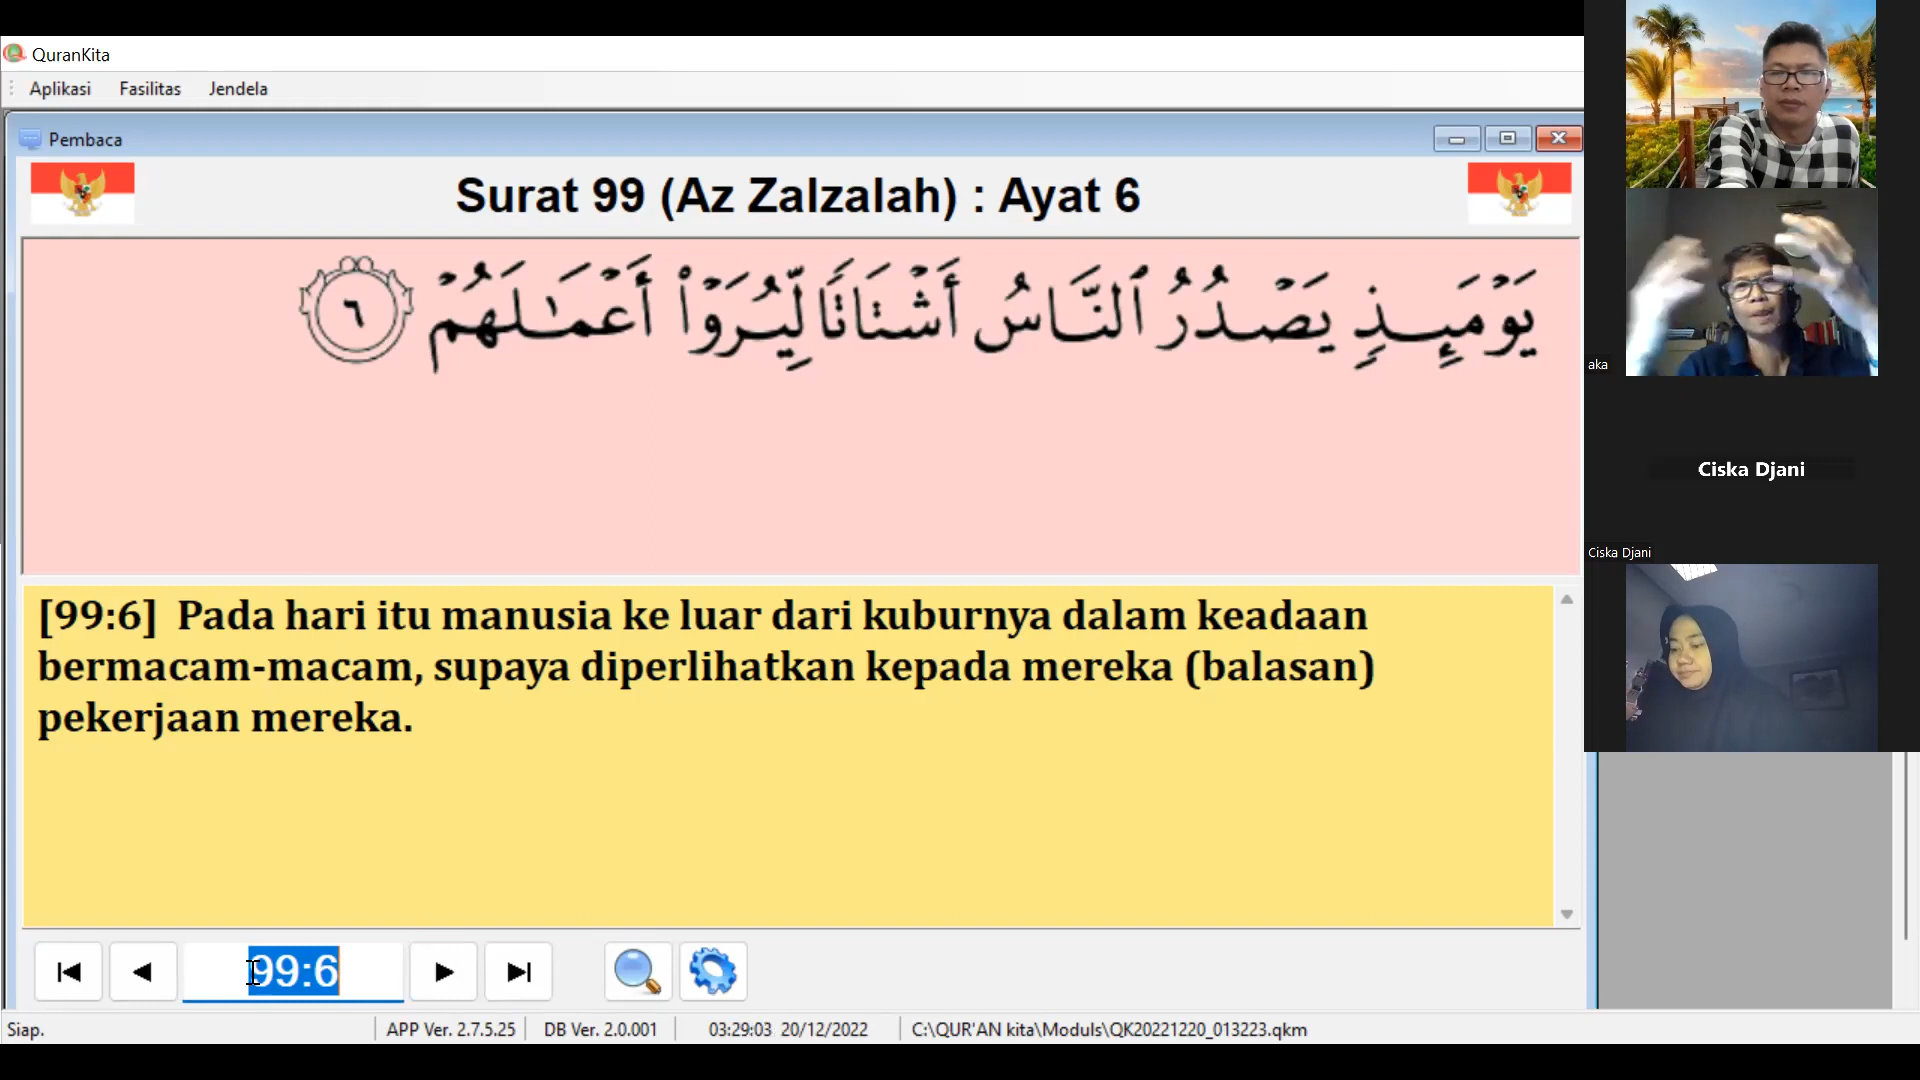 QuranKita
Aplikasi Fasilitas Jendela
Pembaca
Surat 99 (Az Zalzalah) : Ayat 6
يَوْمَئِذٍ يَصْدُرُ ٱلنَّاسُ أَشْتَاتًا لِّيُرَوْا۟ أَعْمَـٰلَهُمْ ٦
[99:6] Pada hari itu manusia ke luar dari kuburnya dalam keadaan
bermacam-macam, supaya diperlihatkan kepada mereka (balasan)
pekerjaan mereka.
99:6
Siap. APP Ver. 2.7.5.25 DB Ver. 2.0.001 03:29:03 20/12/2022 C:\QUR'AN kita\Moduls\QK20221220_013223.qkm
aka
Ciska Djani
Ciska Djani